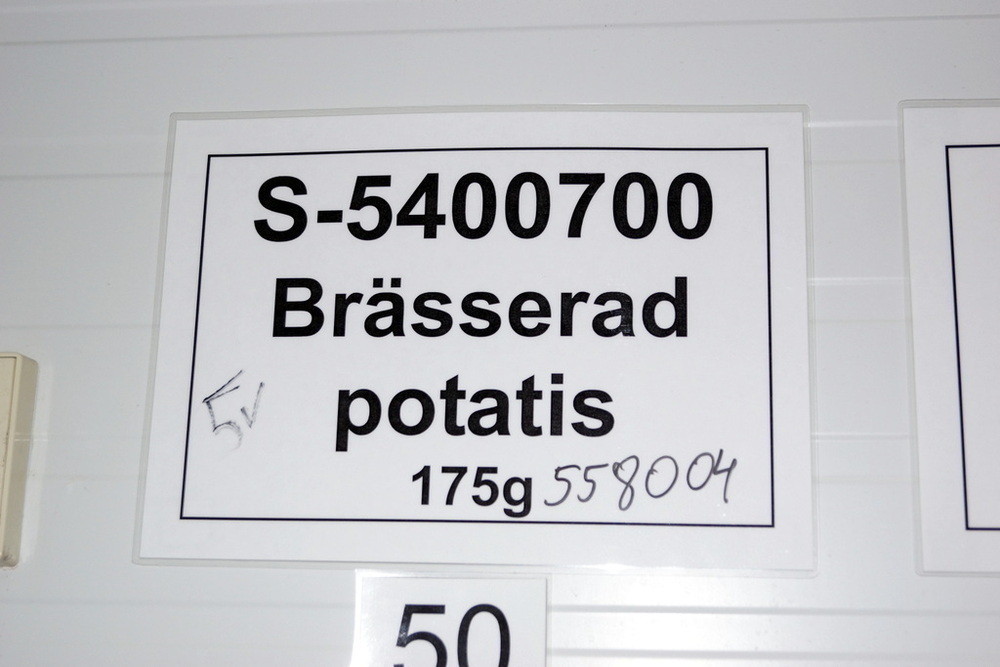 S-5400700
Brässerad
potatis
5v
175g 558004
50